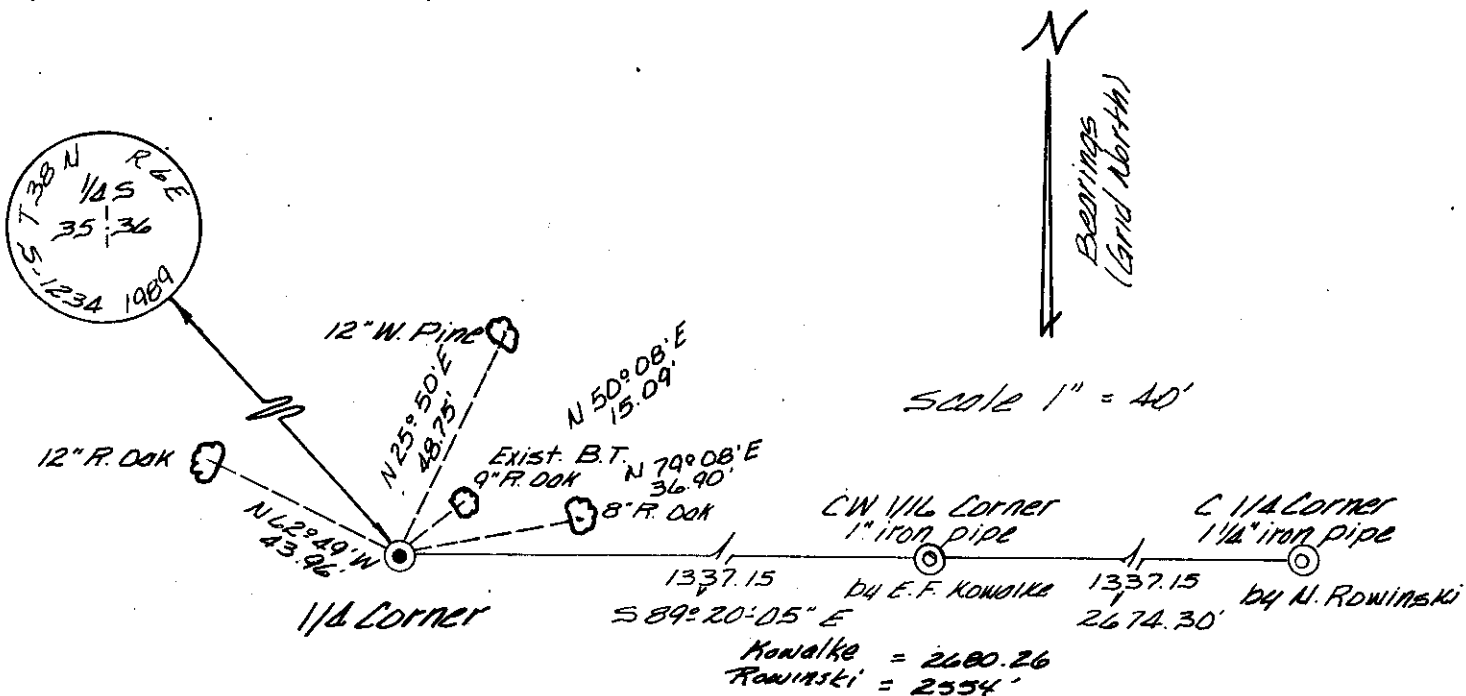 N
Bearings
(Grid North)
Scale 1" = 40'
T 38 N R 6 E
1/4 S
35 36
S-1234 1989
12" W. Pine
N 25° 50' E
48.75'
N 50° 08' E
15.09'
Exist. B.T.
9" R. Oak
N 79° 08' E
36.90'
8" R. Oak
12" R. Oak
N 62° 49' W
43.96'
1/4 Corner
CW 1/16 Corner
1" iron pipe
by E.F. Kowalke
C 1/4 Corner
1 1/4" iron pipe
by N. Rowinski
1337.15
S 89°-20'-05" E
1337.15
2674.30'
Kowalke = 2680.26
Rowinski = 2554'